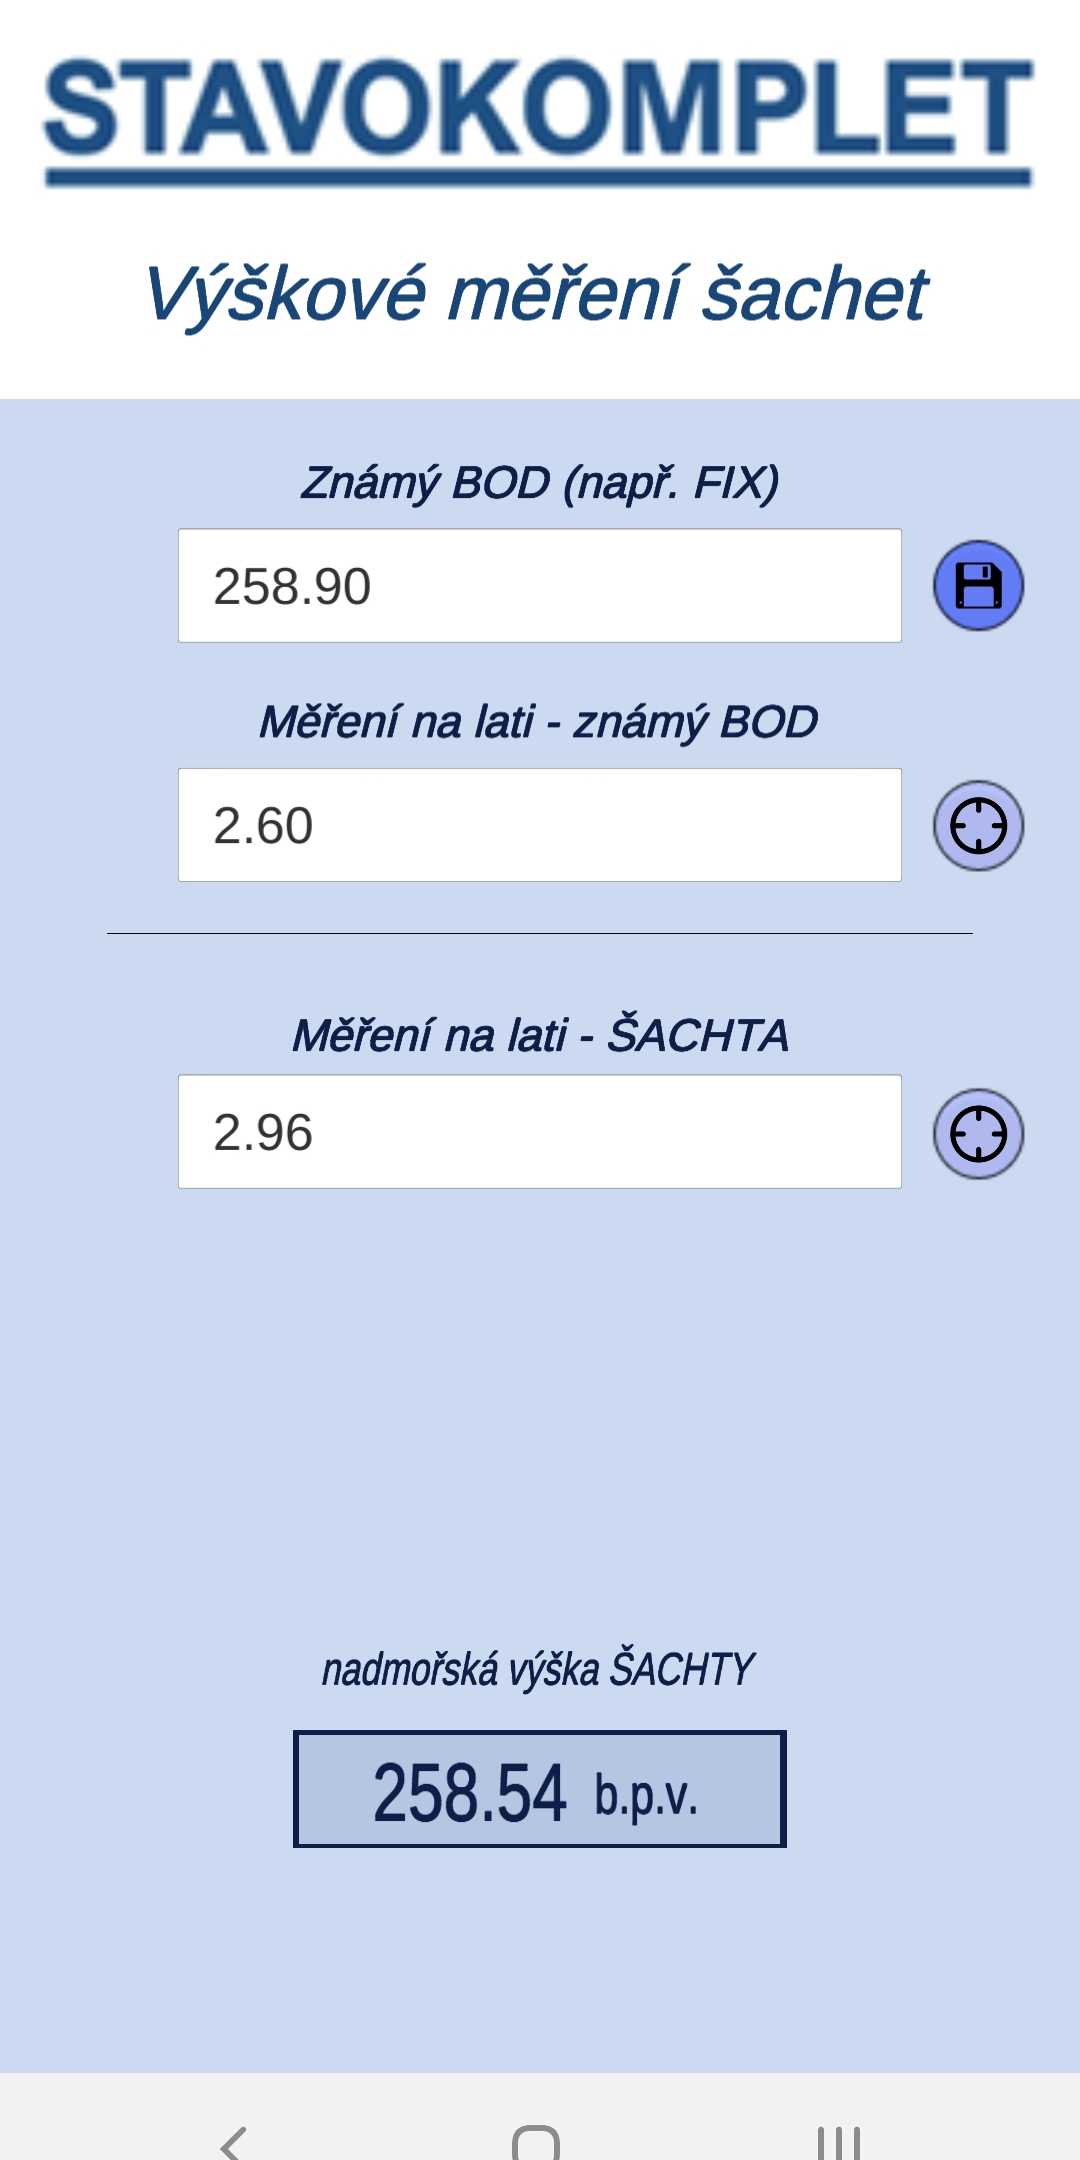 STAVOKOMPLET
Výškové měření šachet
Známý BOD (např. FIX)
258.90
Měření na lati - známý BOD
2.60
Měření na lati - ŠACHTA
2.96
nadmořská výška ŠACHTY
258.54 b.p.v.